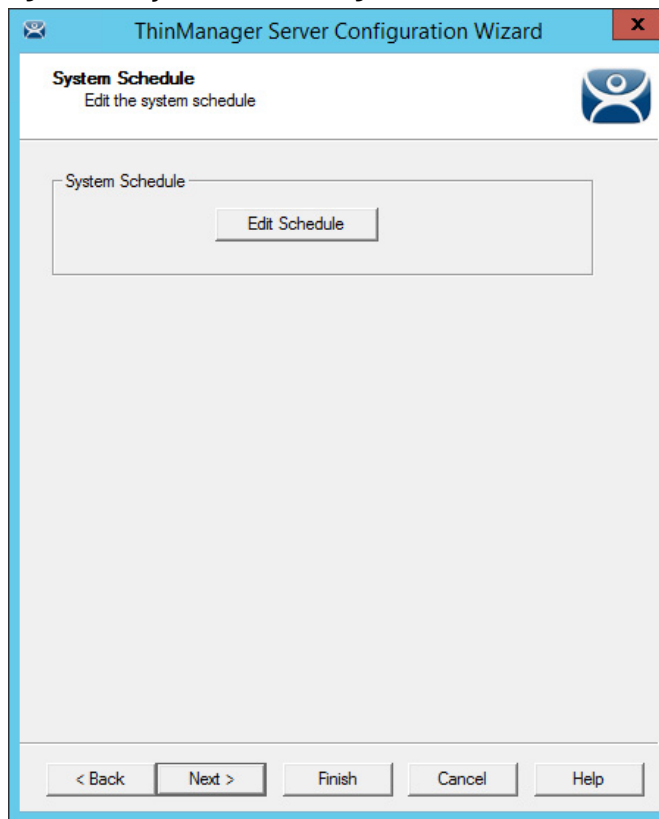 ThinManager Server Configuration Wizard
x
System Schedule
Edit the system schedule
System Schedule
Edit Schedule
< Back Next > Finish Cancel Help